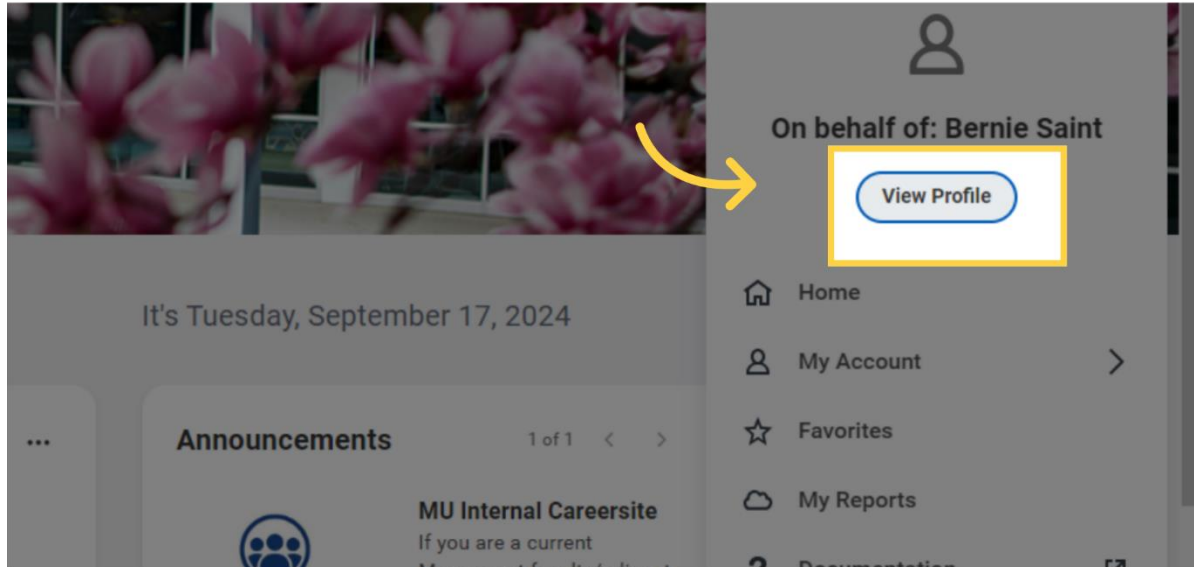 On behalf of: Bernie Saint
View Profile
Home
My Account
Favorites
My Reports
It's Tuesday, September 17, 2024
Announcements
1 of 1
MU Internal Careersite
If you are a current